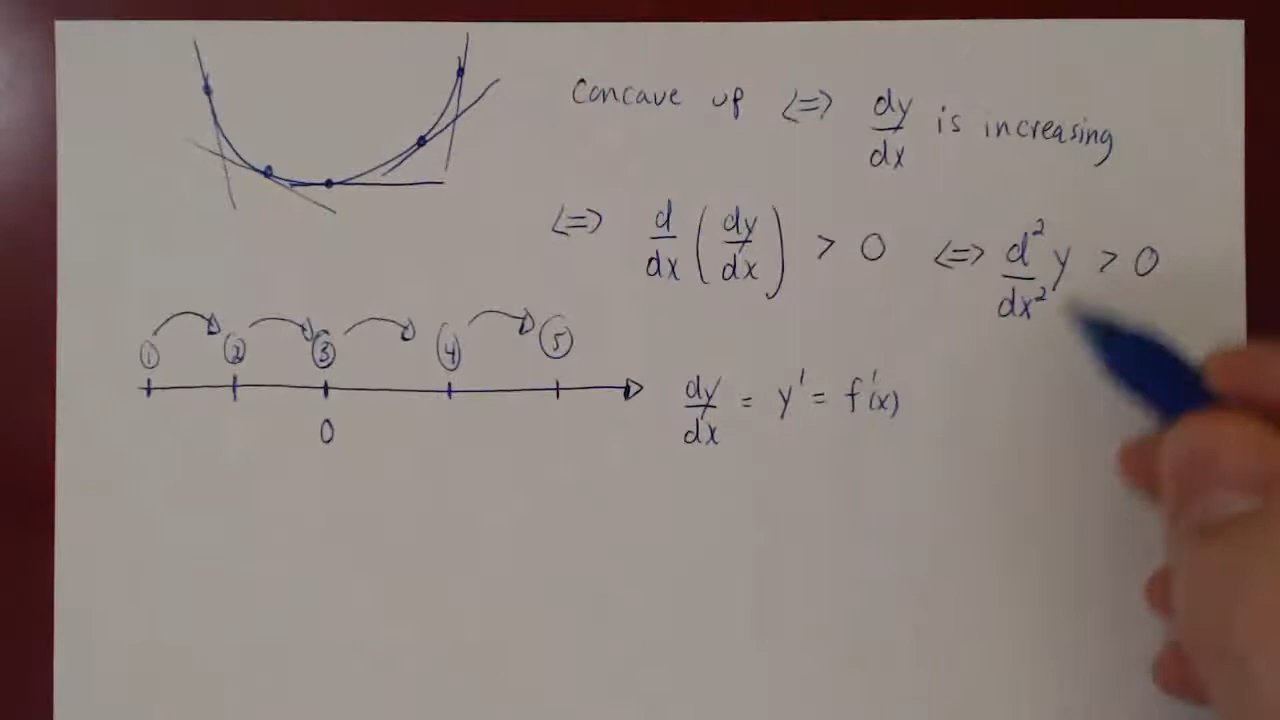 Concave up <=> dy/dx is increasing
<=> d/dx (dy/dx) > 0 <=> d²y/dx² > 0
1 2 3 4 5
0
dy/dx = y' = f'(x)